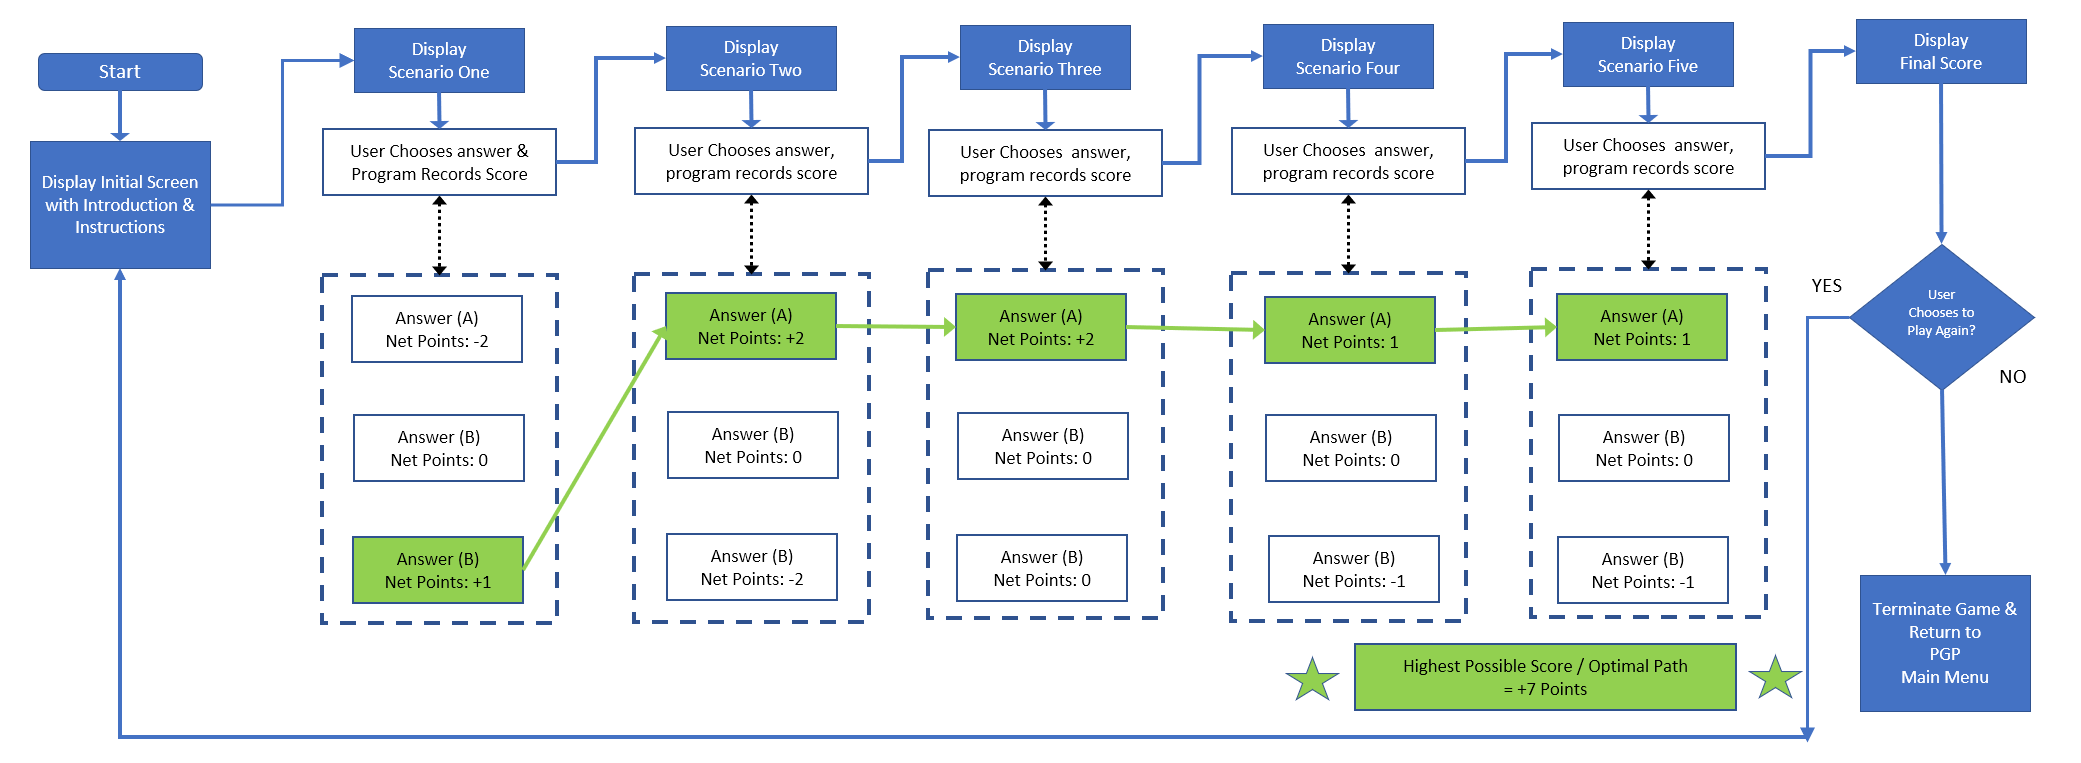 Start
Display Initial Screen
with Introduction &
Instructions
Display
Scenario One
User Chooses answer &
Program Records Score
Answer (A)
Net Points: -2
Answer (B)
Net Points: 0
Answer (B)
Net Points: +1
Display
Scenario Two
User Chooses answer,
program records score
Answer (A)
Net Points: +2
Answer (B)
Net Points: 0
Answer (B)
Net Points: -2
Display
Scenario Three
User Chooses  answer,
program records score
Answer (A)
Net Points: +2
Answer (B)
Net Points: 0
Answer (B)
Net Points: 0
Display
Scenario Four
User Chooses  answer,
program records score
Answer (A)
Net Points: 1
Answer (B)
Net Points: 0
Answer (B)
Net Points: -1
Display
Scenario Five
User Chooses  answer,
program records score
Answer (A)
Net Points: 1
Answer (B)
Net Points: 0
Answer (B)
Net Points: -1
Highest Possible Score / Optimal Path
= +7 Points
Display
Final Score
YES
User
Chooses to
Play Again?
NO
Terminate Game &
Return to
PGP
Main Menu